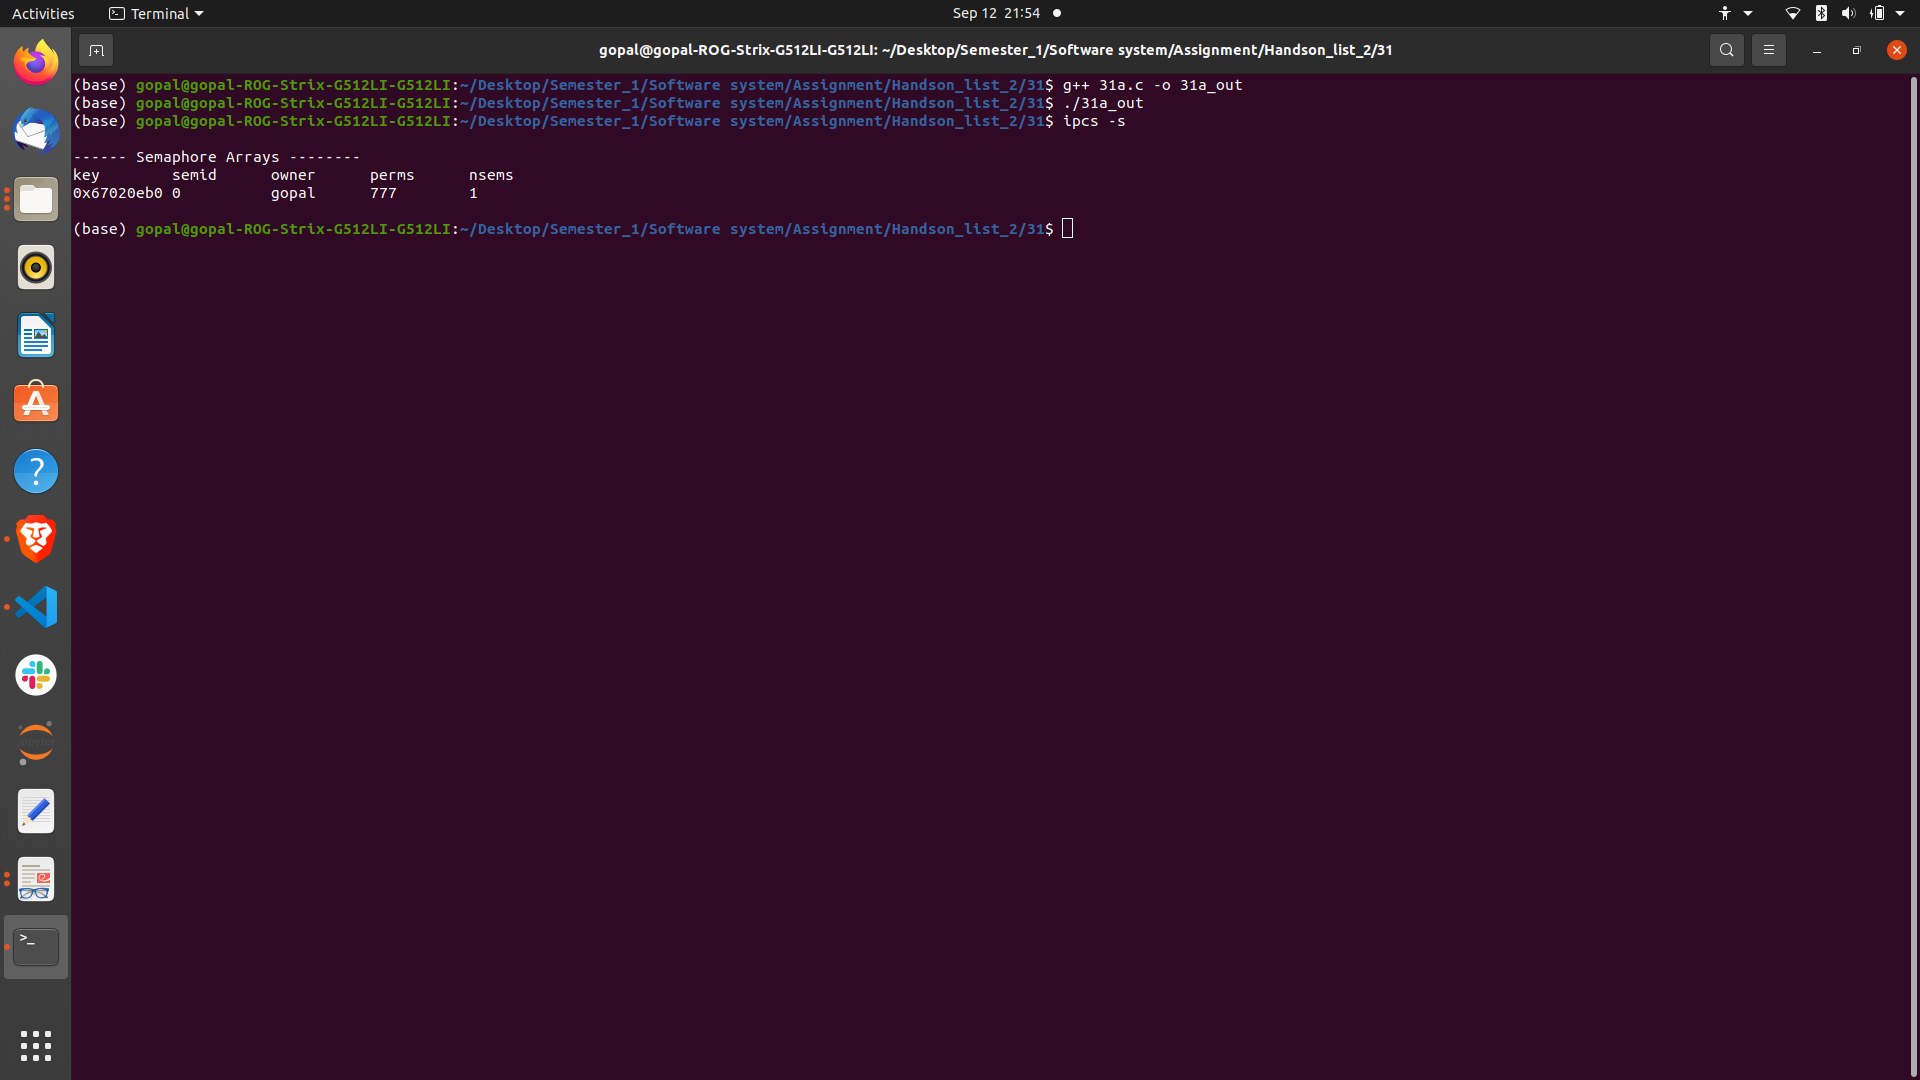 Activities Terminal Sep 12 21:54
gopal@gopal-ROG-Strix-G512LI-G512LI: ~/Desktop/Semester_1/Software system/Assignment/Handson_list_2/31
(base) gopal@gopal-ROG-Strix-G512LI-G512LI:~/Desktop/Semester_1/Software system/Assignment/Handson_list_2/31$ g++ 31a.c -o 31a_out
(base) gopal@gopal-ROG-Strix-G512LI-G512LI:~/Desktop/Semester_1/Software system/Assignment/Handson_list_2/31$ ./31a_out
(base) gopal@gopal-ROG-Strix-G512LI-G512LI:~/Desktop/Semester_1/Software system/Assignment/Handson_list_2/31$ ipcs -s
------ Semaphore Arrays --------
key        semid      owner      perms      nsems
0x67020eb0 0          gopal      777        1
(base) gopal@gopal-ROG-Strix-G512LI-G512LI:~/Desktop/Semester_1/Software system/Assignment/Handson_list_2/31$